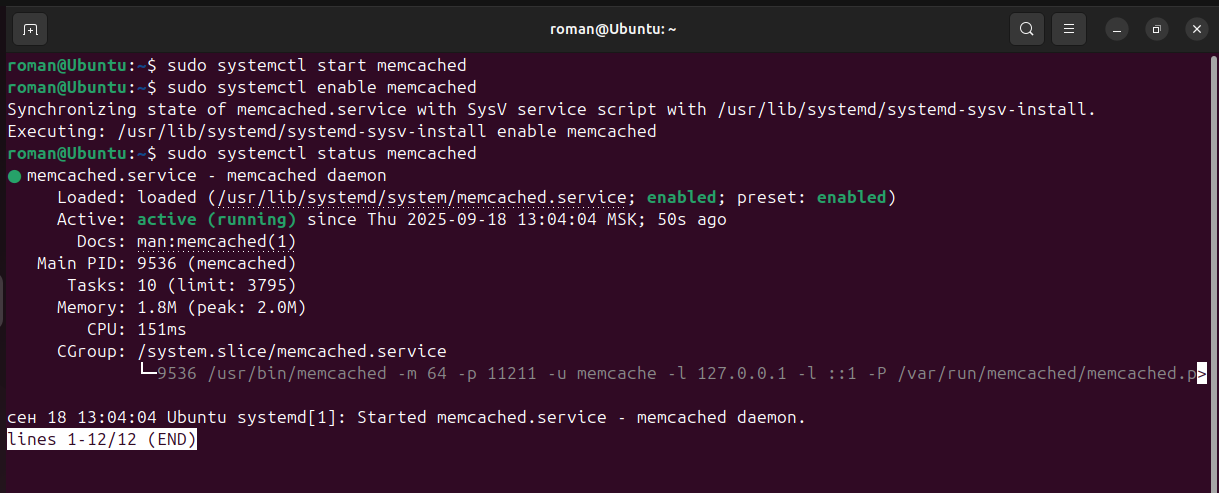 roman@Ubuntu: ~
roman@Ubuntu:~$ sudo systemctl start memcached
roman@Ubuntu:~$ sudo systemctl enable memcached
Synchronizing state of memcached.service with SysV service script with /usr/lib/systemd/systemd-sysv-install.
Executing: /usr/lib/systemd/systemd-sysv-install enable memcached
roman@Ubuntu:~$ sudo systemctl status memcached
● memcached.service - memcached daemon
Loaded: loaded (/usr/lib/systemd/system/memcached.service; enabled; preset: enabled)
Active: active (running) since Thu 2025-09-18 13:04:04 MSK; 50s ago
Docs: man:memcached(1)
Main PID: 9536 (memcached)
Tasks: 10 (limit: 3795)
Memory: 1.8M (peak: 2.0M)
CPU: 151ms
CGroup: /system.slice/memcached.service
└─9536 /usr/bin/memcached -m 64 -p 11211 -u memcache -l 127.0.0.1 -l ::1 -P /var/run/memcached/memcached.p>
сен 18 13:04:04 Ubuntu systemd[1]: Started memcached.service - memcached daemon.
lines 1-12/12 (END)